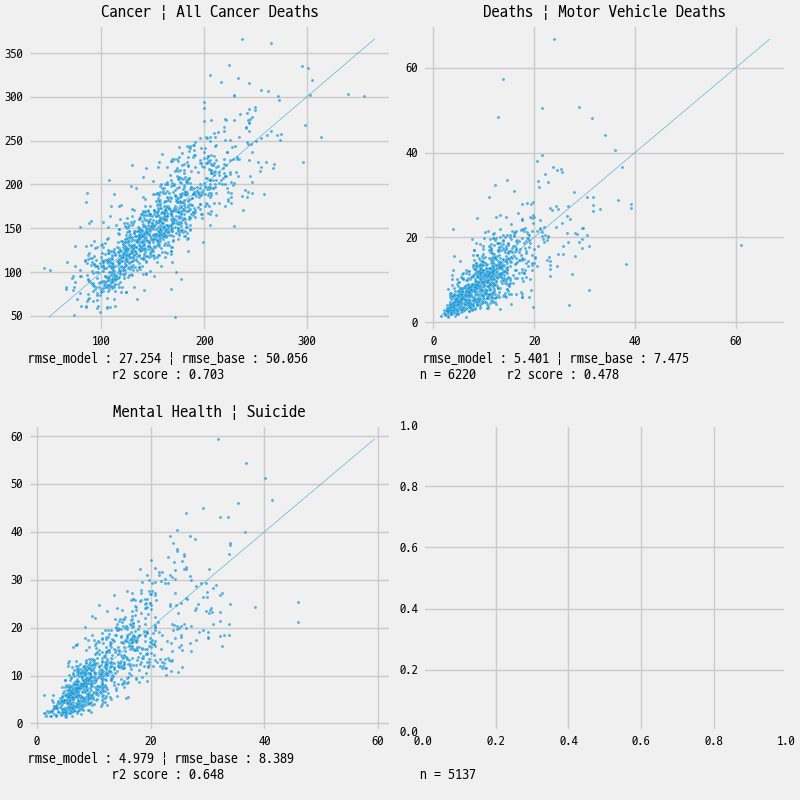 Cancer ¦ All Cancer Deaths
350
300
250
200
150
100
50
100 200 300
rmse_model : 27.254 ¦ rmse_base : 50.056
r2 score : 0.703
Deaths ¦ Motor Vehicle Deaths
60
40
20
0
0 20 40 60
rmse_model : 5.401 ¦ rmse_base : 7.475
n = 6220 r2 score : 0.478
Mental Health ¦ Suicide
60
50
40
30
20
10
0
0 20 40 60
rmse_model : 4.979 ¦ rmse_base : 8.389
r2 score : 0.648
1.0
0.8
0.6
0.4
0.2
0.0
0.0 0.2 0.4 0.6 0.8 1.0
n = 5137